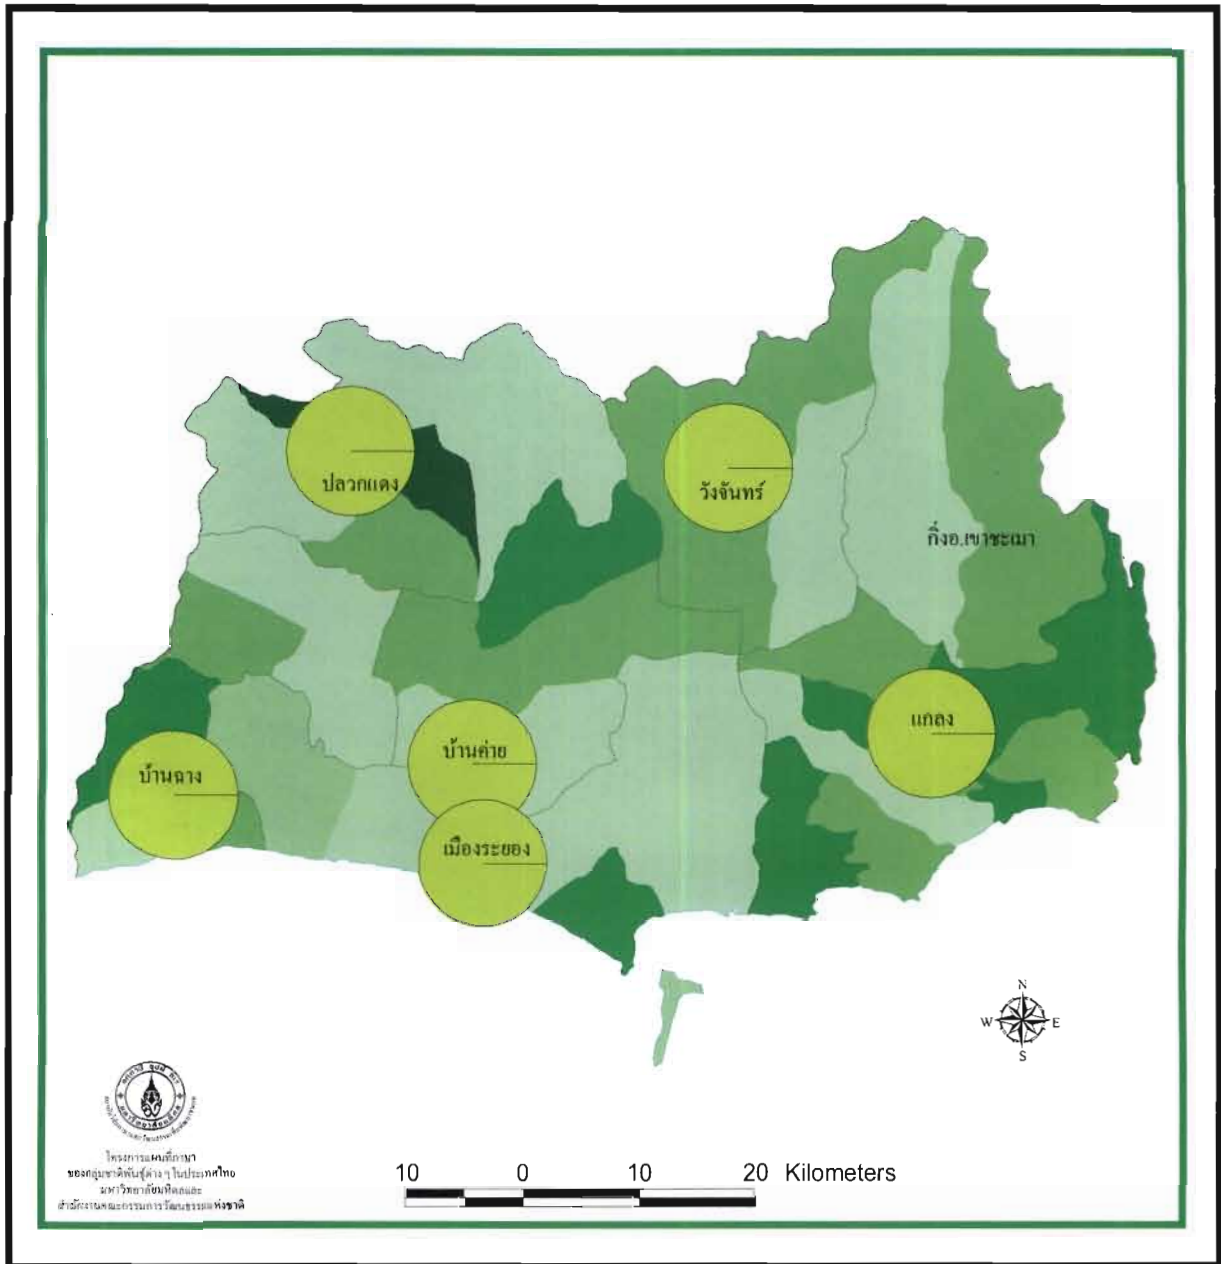 ปลวกแดง
วังจันทร์
กิ่งอ.เขาชะเมา
แกลง
บ้านค่าย
บ้านฉาง
เมืองระยอง
N
W E
S
โครงการแผนที่ภาษา
ของกลุ่มชาติพันธุ์ต่าง ๆ ในประเทศไทย
มหาวิทยาลัยมหิดลและ
สำนักงานคณะกรรมการวัฒนธรรมแห่งชาติ
10 0 10 20 Kilometers